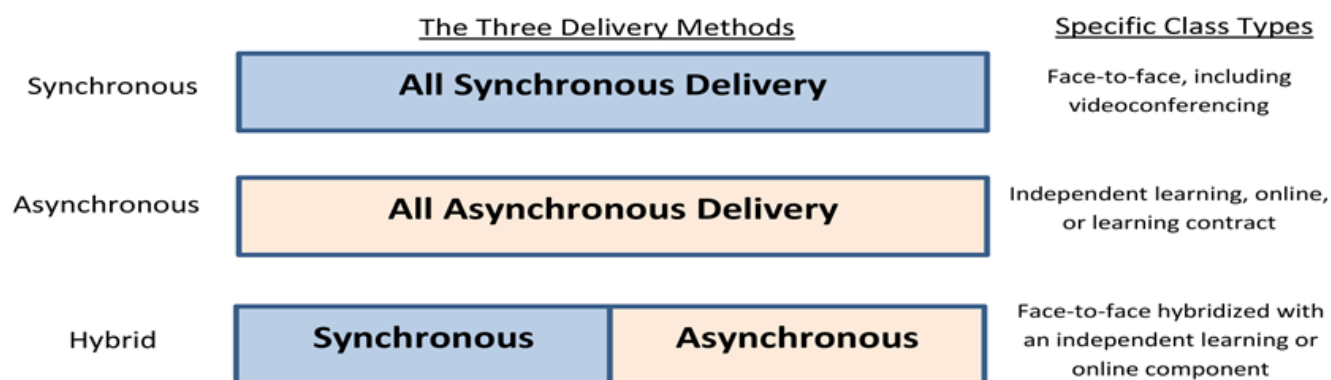 The Three Delivery Methods
Specific Class Types
Synchronous
All Synchronous Delivery
Face-to-face, including
videoconferencing
Asynchronous
All Asynchronous Delivery
Independent learning, online,
or learning contract
Hybrid
Synchronous
Asynchronous
Face-to-face hybridized with
an independent learning or
online component